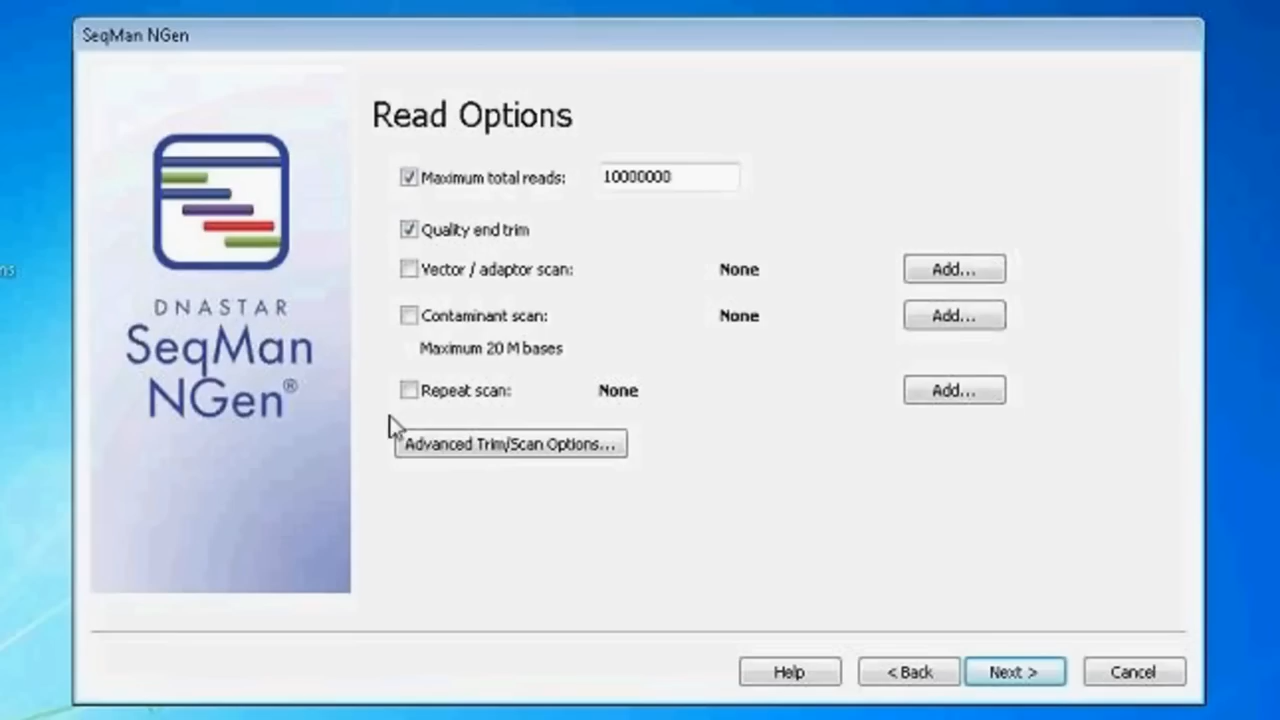 SeqMan NGen
Read Options
Maximum total reads: 10000000
Quality end trim
Vector / adaptor scan: None Add...
Contaminant scan: None Add...
Maximum 20 M bases
Repeat scan: None Add...
Advanced Trim/Scan Options...
DNASTAR
SeqMan
NGen®
Help < Back Next > Cancel